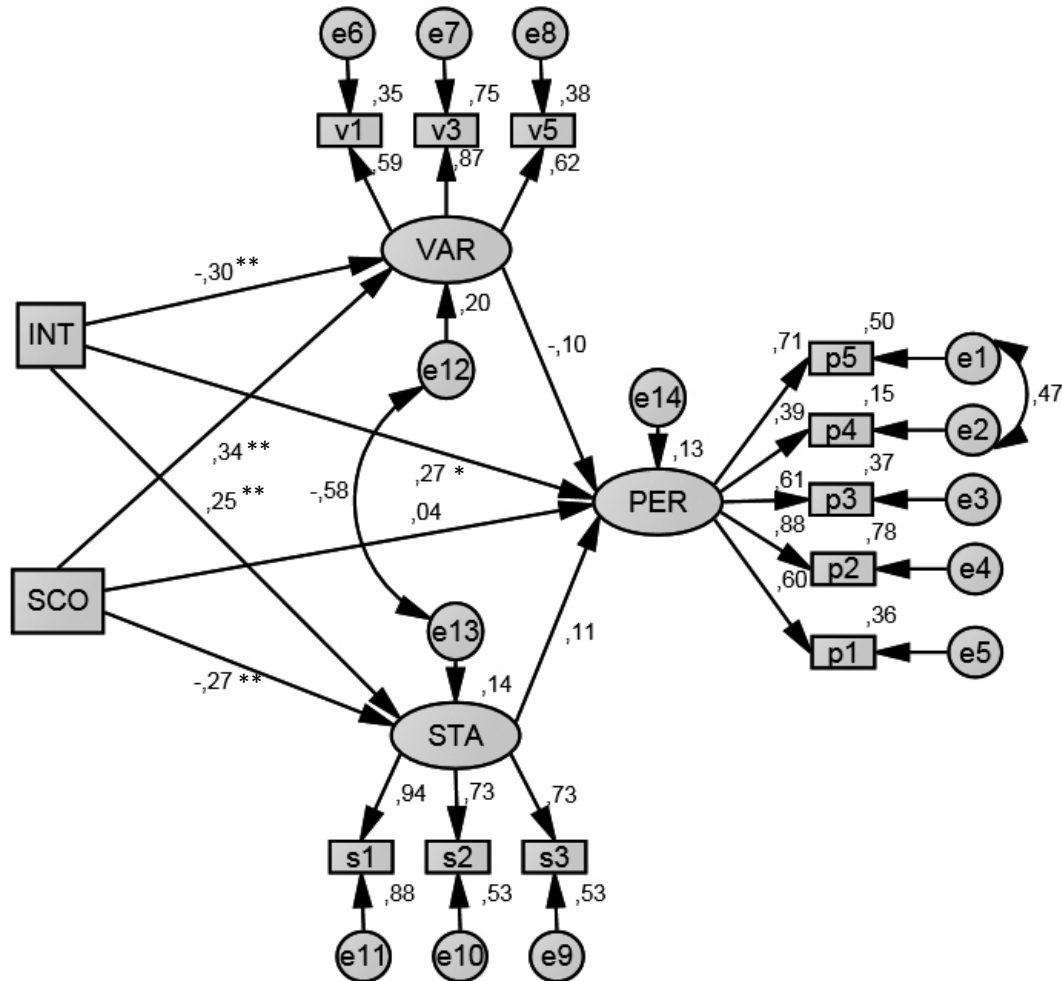 e6 e7 e8
,35 ,75 ,38
v1 v3 v5
,59 ,87 ,62
VAR
-,30 **
,20
INT
e12
-,10
,71 ,50
p5 e1
e14
,39 ,15
,47
p4 e2
,34 **
,13
,27 *
,61 ,37
-,58
,25 **
PER
p3 e3
,04
,88 ,78
p2 e4
SCO
,60
,36
e13
,11
p1 e5
-,27 **
,14
STA
,94 ,73 ,73
s1 s2 s3
,88 ,53 ,53
e11 e10 e9